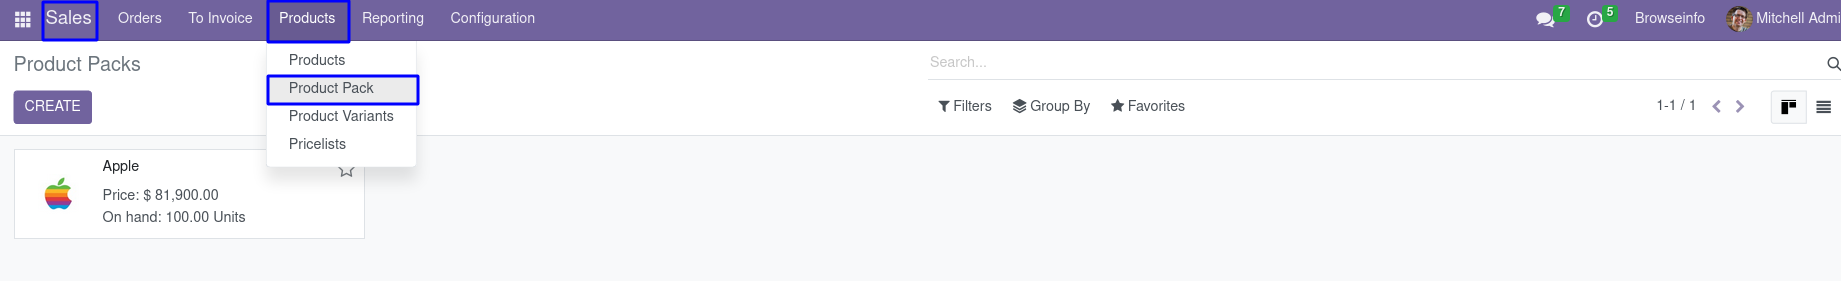 Sales Orders To Invoice Products Reporting Configuration 7 5 Browseinfo Mitchell Admi
Products
Product Pack
Product Variants
Pricelists
Product Packs
Search...
CREATE
Filters Group By Favorites 1-1 / 1
Apple
Price: $ 81,900.00
On hand: 100.00 Units